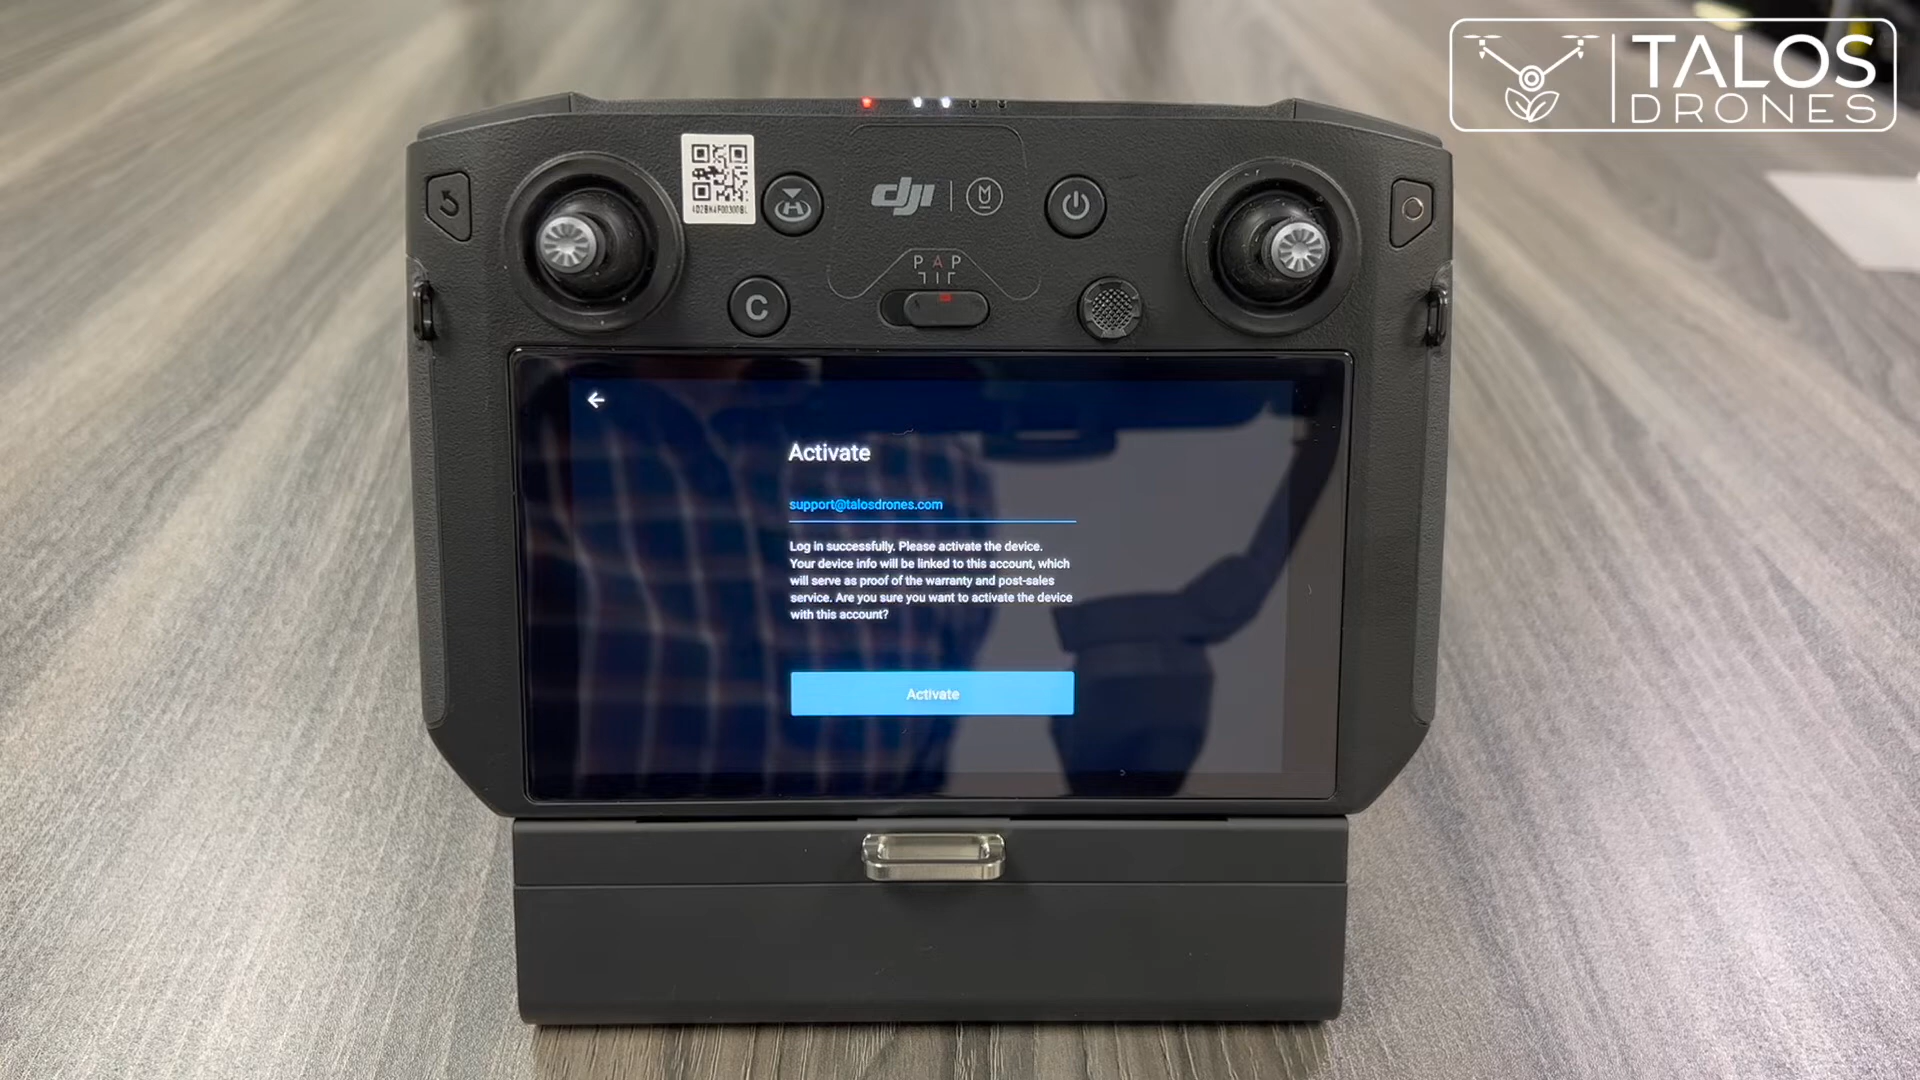 TALOS
DRONES
dji
P A P
C
Activate
support@talosdrones.com
Log in successfully. Please activate the device.
Your device info will be linked to this account, which
will serve as proof of the warranty and post-sales
service. Are you sure you want to activate the device
with this account?
Activate